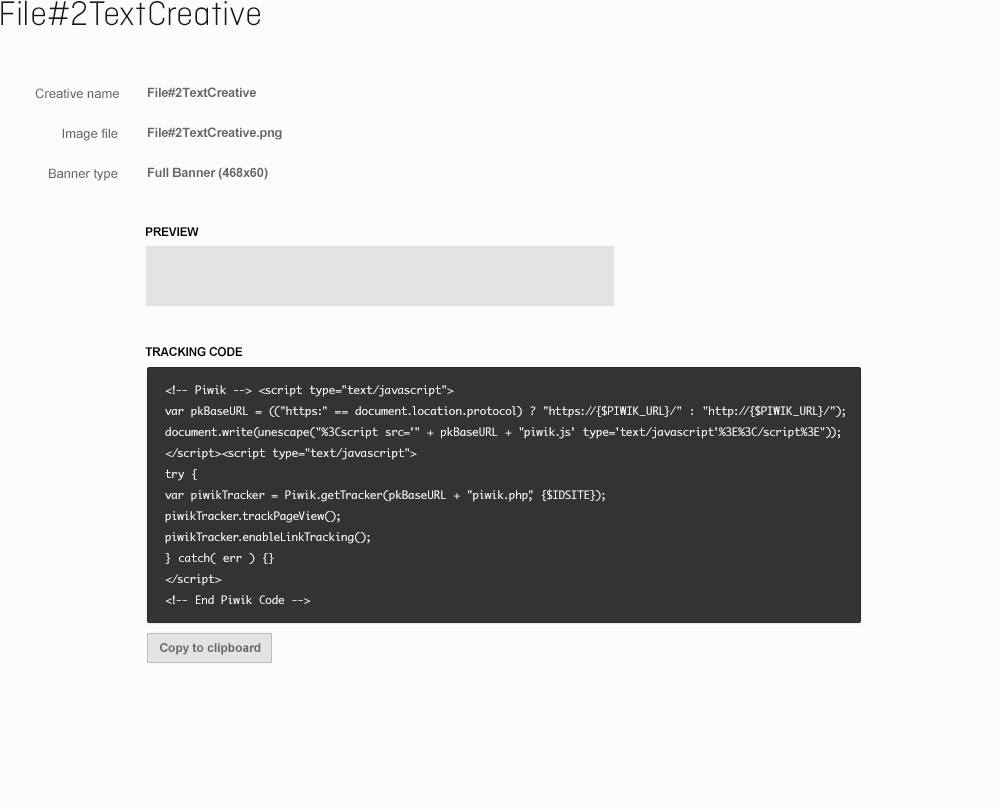 File#2TextCreative
Creative name File#2TextCreative
Image file File#2TextCreative.png
Banner type Full Banner (468x60)
PREVIEW
TRACKING CODE
<!-- Piwik --> <script type="text/javascript">
var pkBaseURL = (("https:" == document.location.protocol) ? "https://{$PIWIK_URL}/" : "http://{$PIWIK_URL}/");
document.write(unescape("%3Cscript src='" + pkBaseURL + "piwik.js' type='text/javascript'%3E%3C/script%3E"));
</script><script type="text/javascript">
try {
var piwikTracker = Piwik.getTracker(pkBaseURL + "piwik.php", {$IDSITE});
piwikTracker.trackPageView();
piwikTracker.enableLinkTracking();
} catch( err ) {}
</script>
<!-- End Piwik Code -->
Copy to clipboard